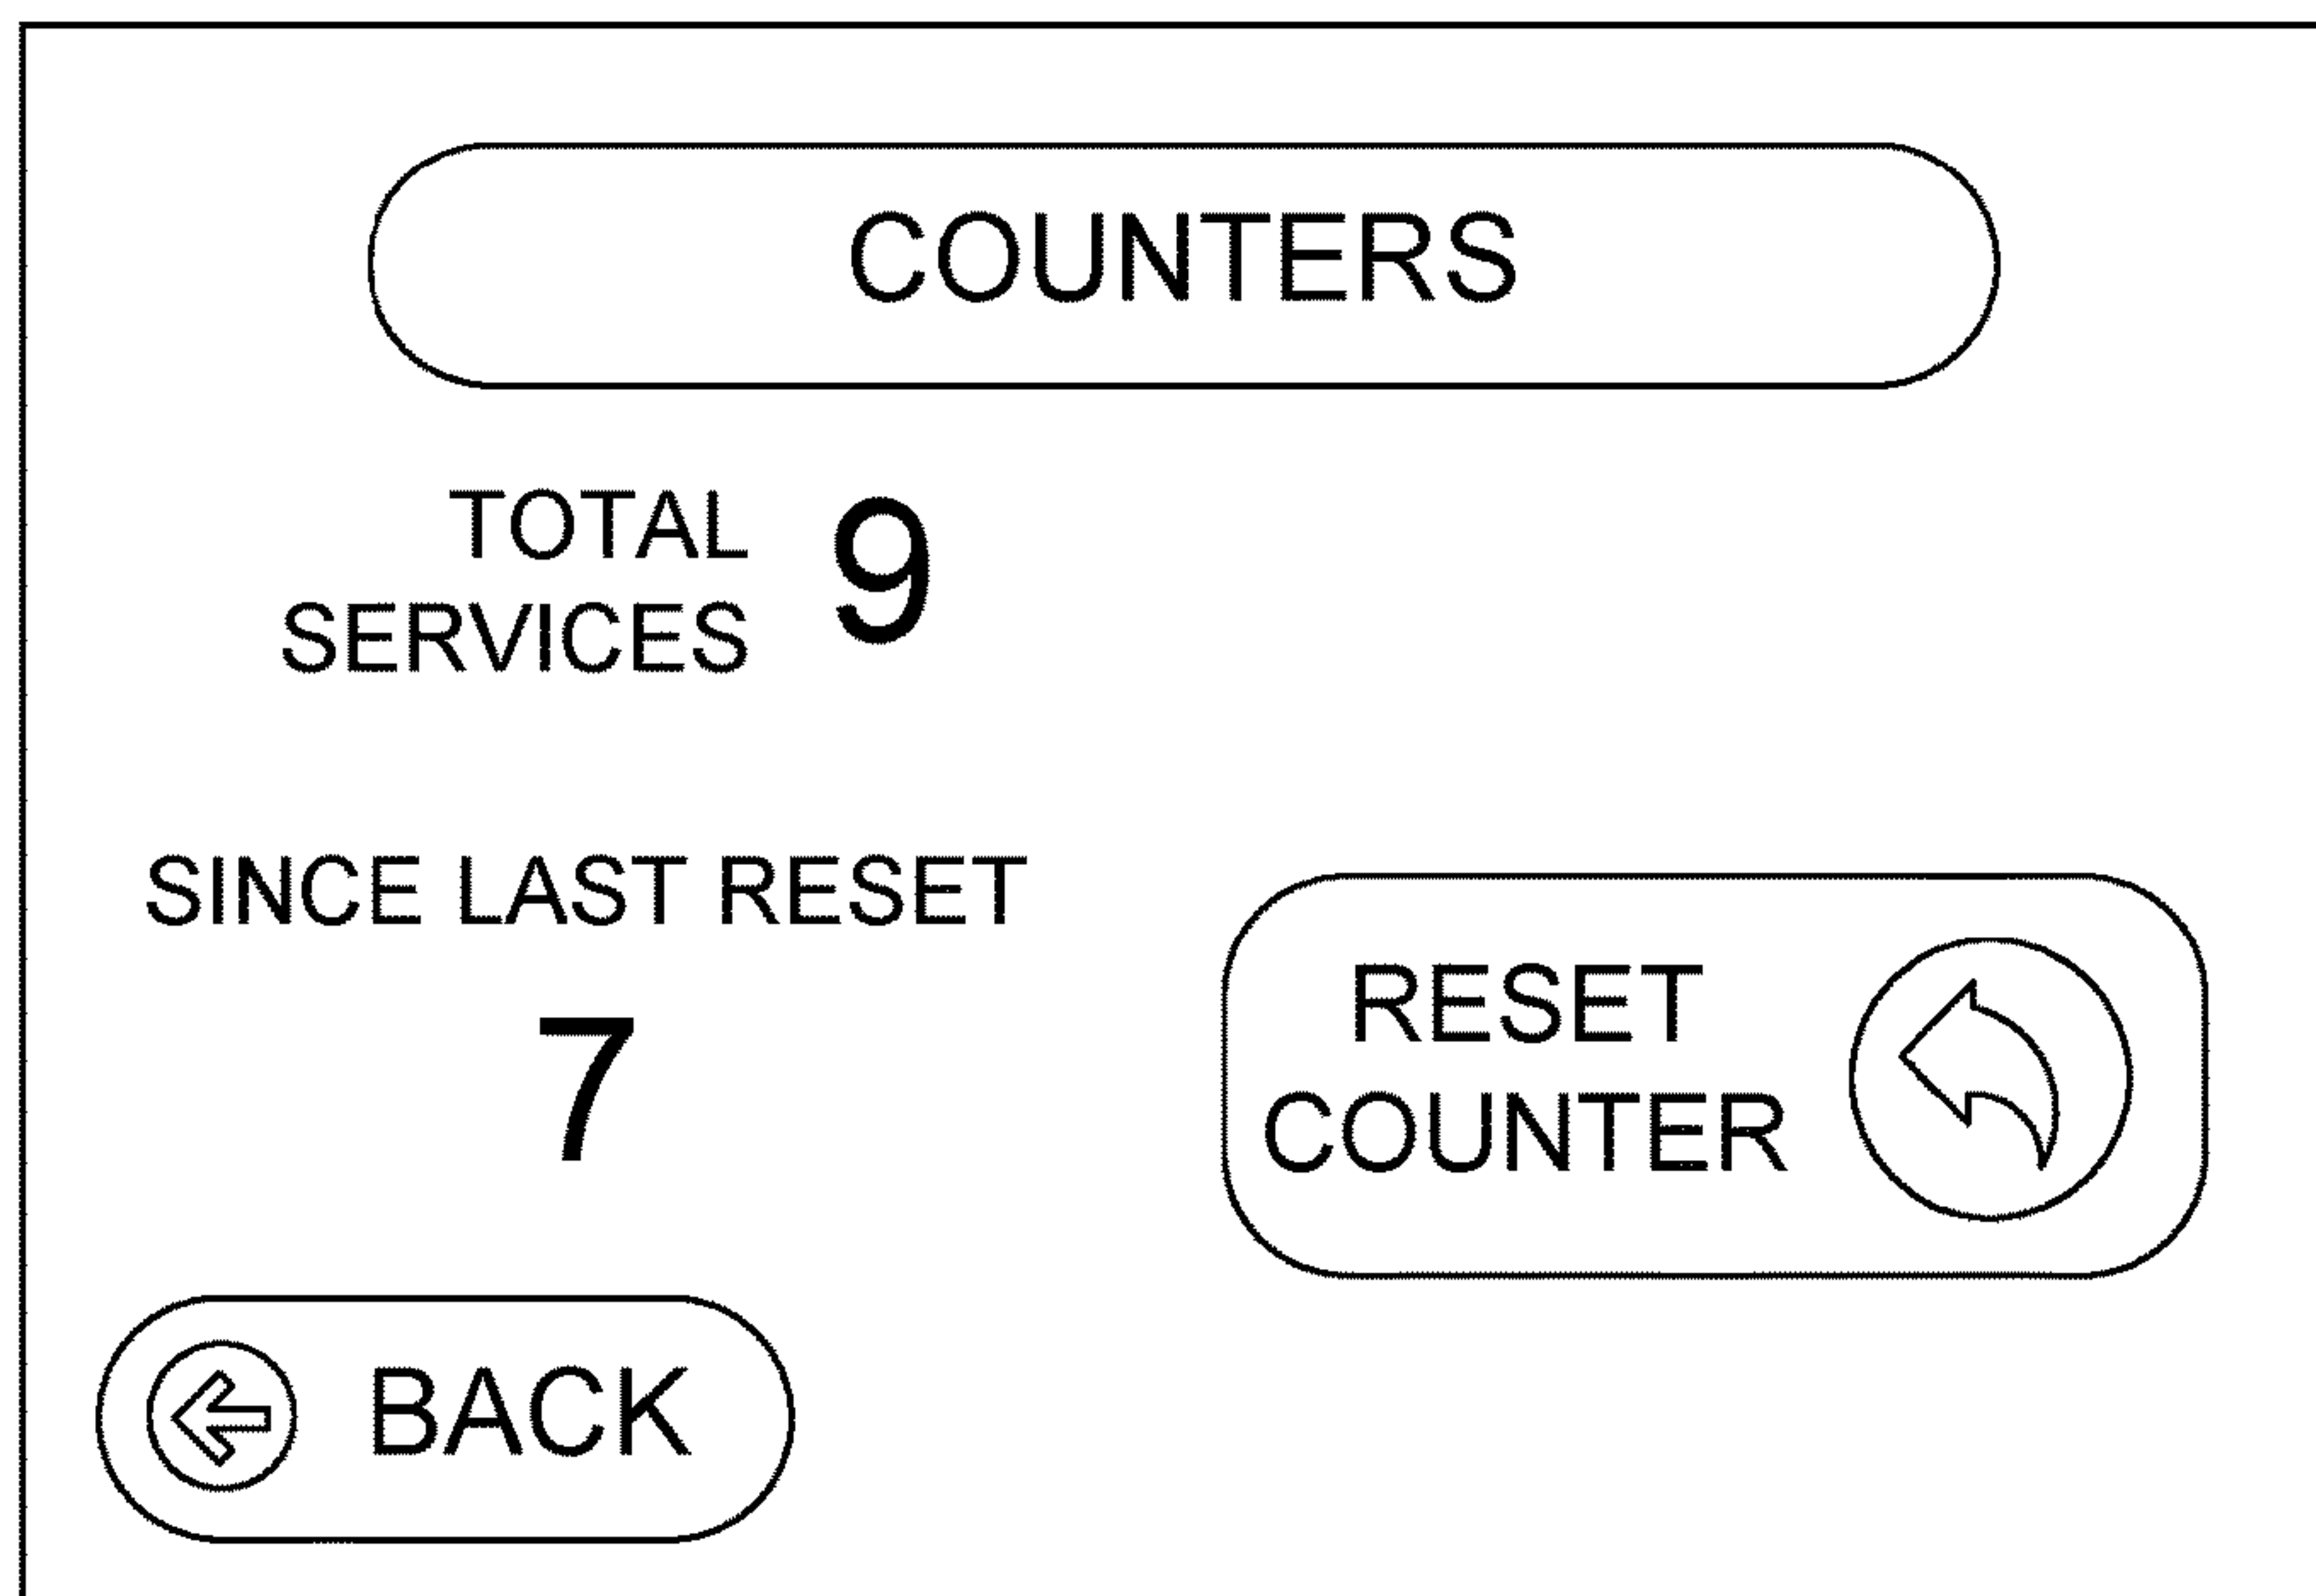 COUNTERS
TOTAL
SERVICES
9
SINCE LAST RESET
7
RESET
COUNTER
BACK